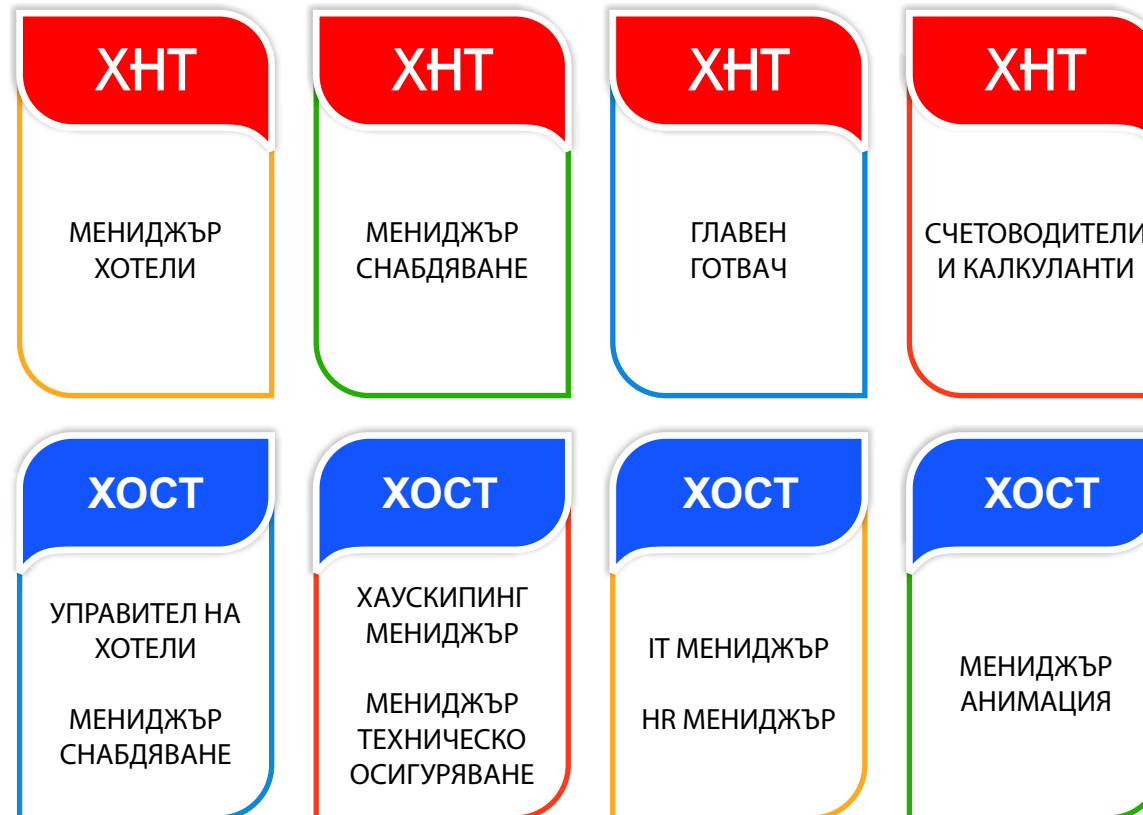 ХНТ
МЕНИДЖЪР
ХОТЕЛИ
ХНТ
МЕНИДЖЪР
СНАБДЯВАНЕ
ХНТ
ГЛАВЕН
ГОТВАЧ
ХНТ
СЧЕТОВОДИТЕЛИ
И КАЛКУЛАНТИ
ХОСТ
УПРАВИТЕЛ НА
ХОТЕЛИ
МЕНИДЖЪР
СНАБДЯВАНЕ
ХОСТ
ХАУСКИПИНГ
МЕНИДЖЪР
МЕНИДЖЪР
ТЕХНИЧЕСКО
ОСИГУРЯВАНЕ
ХОСТ
IT МЕНИДЖЪР
HR МЕНИДЖЪР
ХОСТ
МЕНИДЖЪР
АНИМАЦИЯ